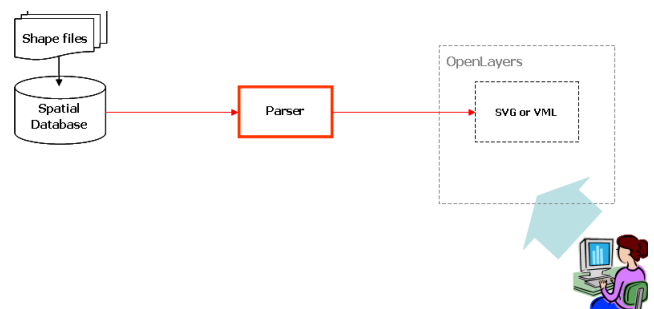 Shape files
Spatial
Database
Parser
OpenLayers
SVG or VML